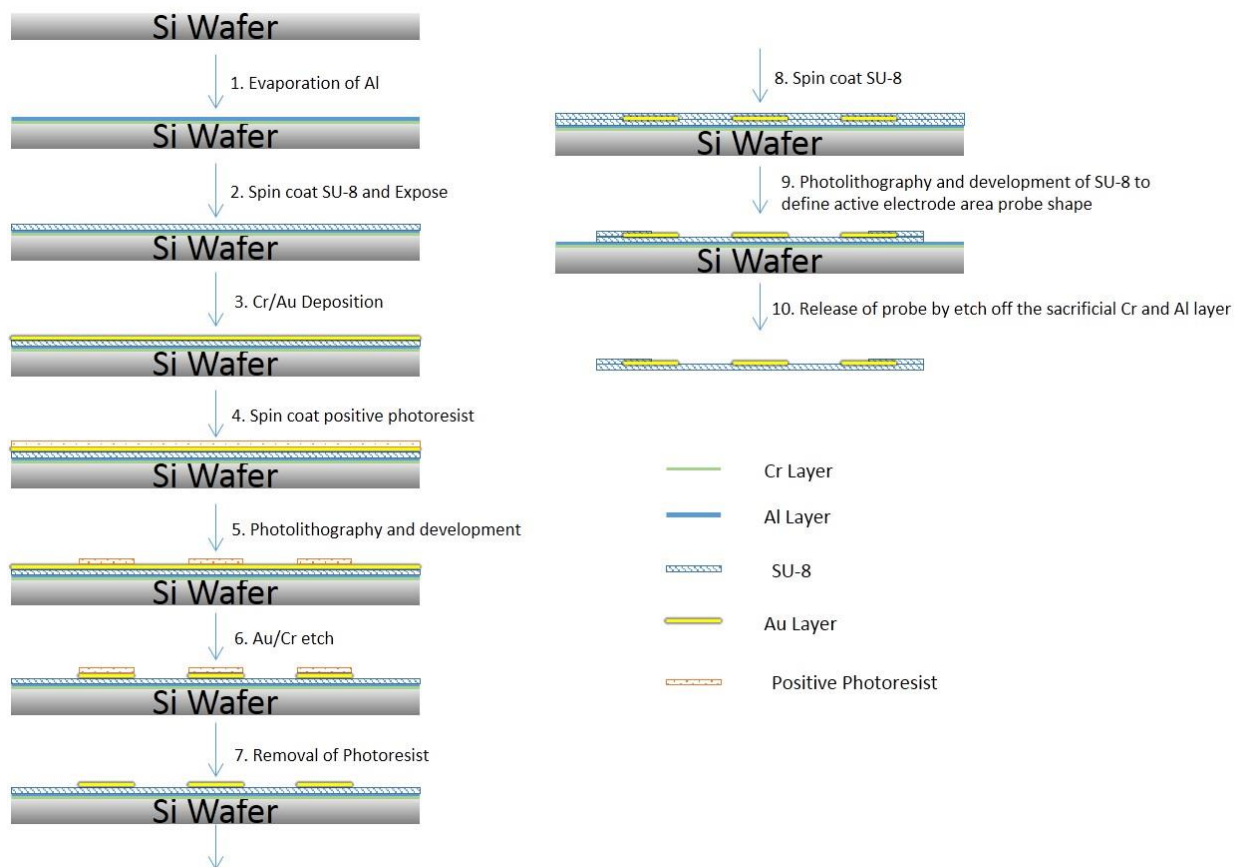 Si Wafer
1. Evaporation of Al
Si Wafer
2. Spin coat SU-8 and Expose
Si Wafer
3. Cr/Au Deposition
Si Wafer
4. Spin coat positive photoresist
Si Wafer
5. Photolithography and development
Si Wafer
6. Au/Cr etch
Si Wafer
7. Removal of Photoresist
Si Wafer
8. Spin coat SU-8
Si Wafer
9. Photolithography and development of SU-8 to
define active electrode area probe shape
Si Wafer
10. Release of probe by etch off the sacrificial Cr and Al layer
Cr Layer
Al Layer
SU-8
Au Layer
Positive Photoresist